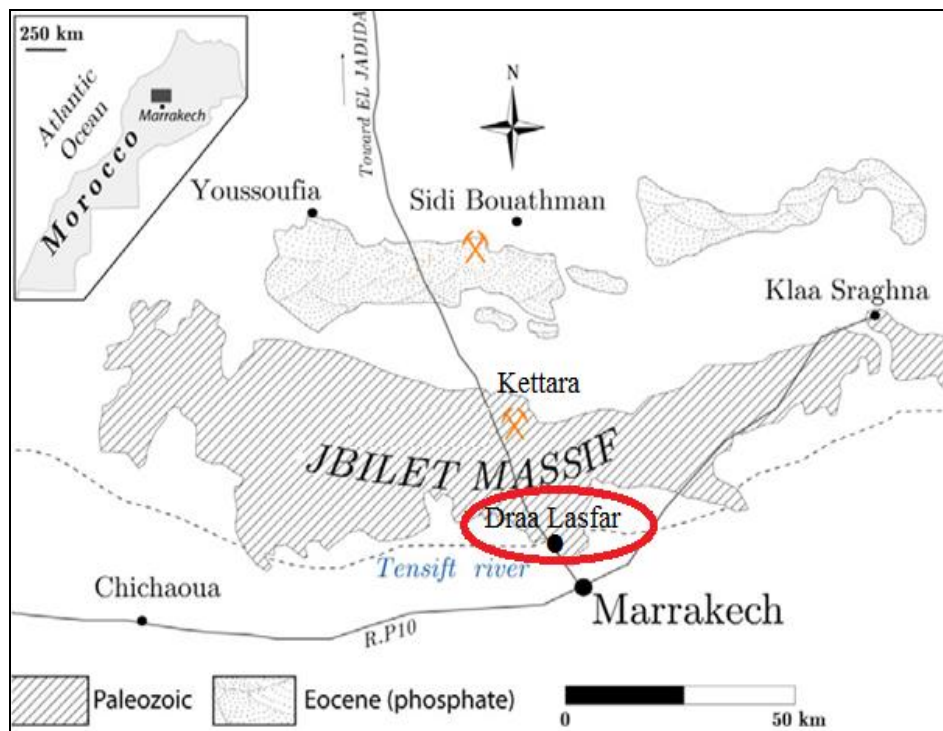 250 km
Atlantic
Ocean
Marrakech
Morocco
Toward EL JADIDA
N
Youssoufia
Sidi Bouathman
Klaa Sraghna
Kettara
JBILET MASSIF
Draa Lasfar
Tensift river
Chichaoua
Marrakech
R.P10
Paleozoic
Eocene (phosphate)
0
50 km